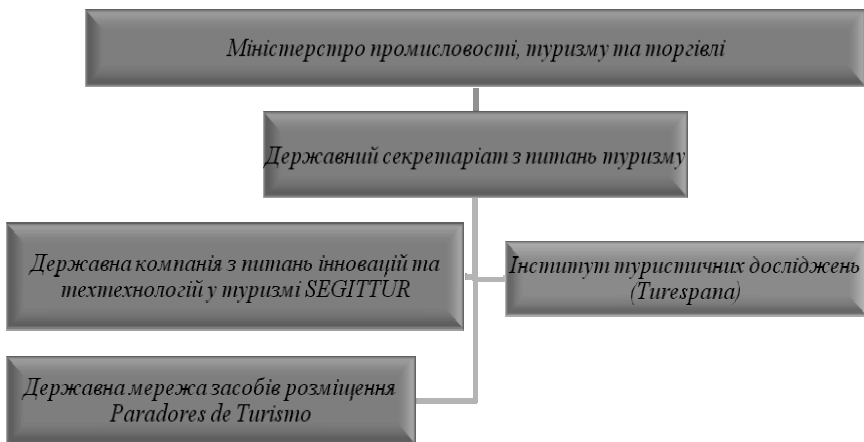 Міністерстро промисловості, туризму та торгівлі
Державний секретаріат з питань туризму
Державна компанія з питань інновацій та
техтехнологій у туризмі SEGITTUR
Інститут туристичних досліджень
(Turespana)
Державна мережа засобів розміщення
Paradores de Turismo